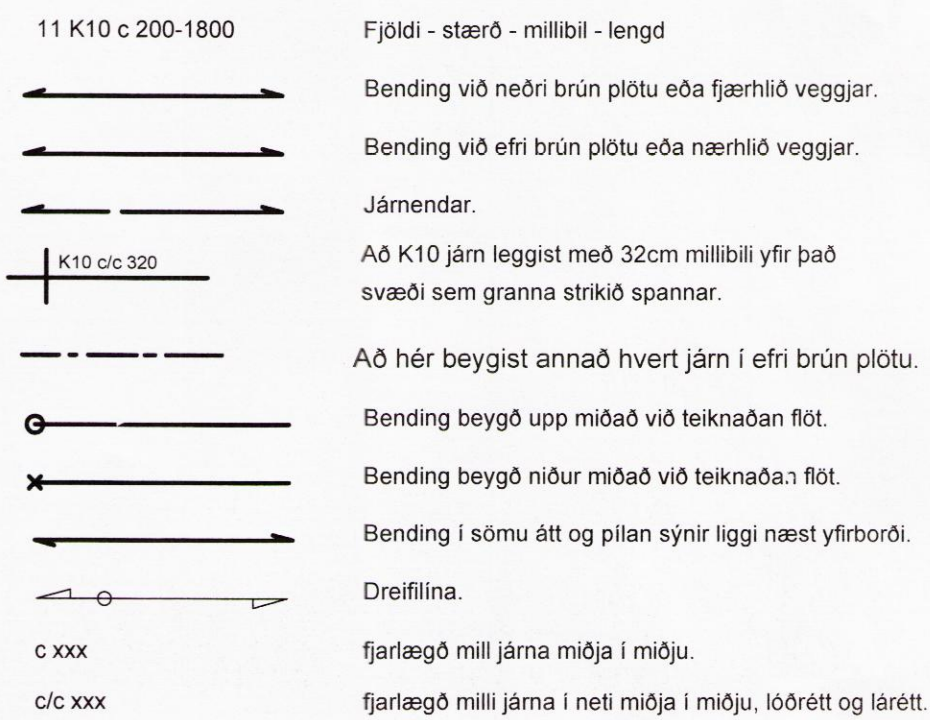 11 K10 c 200-1800 Fjöldi - stærð - millibil - lengd
Bending við neðri brún plötu eða fjærhlið veggjar.
Bending við efri brún plötu eða nærhlið veggjar.
Járnendar.
K10 c/c 320 Að K10 járn leggist með 32cm millibili yfir það
svæði sem granna strikið spannar.
Að hér beygist annað hvert járn í efri brún plötu.
Bending beygð upp miðað við teiknaðan flöt.
Bending beygð niður miðað við teiknaðan flöt.
Bending í sömu átt og pílan sýnir liggi næst yfirborði.
Dreifilína.
c xxx fjarlægð mill járna miðja í miðju.
c/c xxx fjarlægð milli járna í neti miðja í miðju, lóðrétt og lárétt.